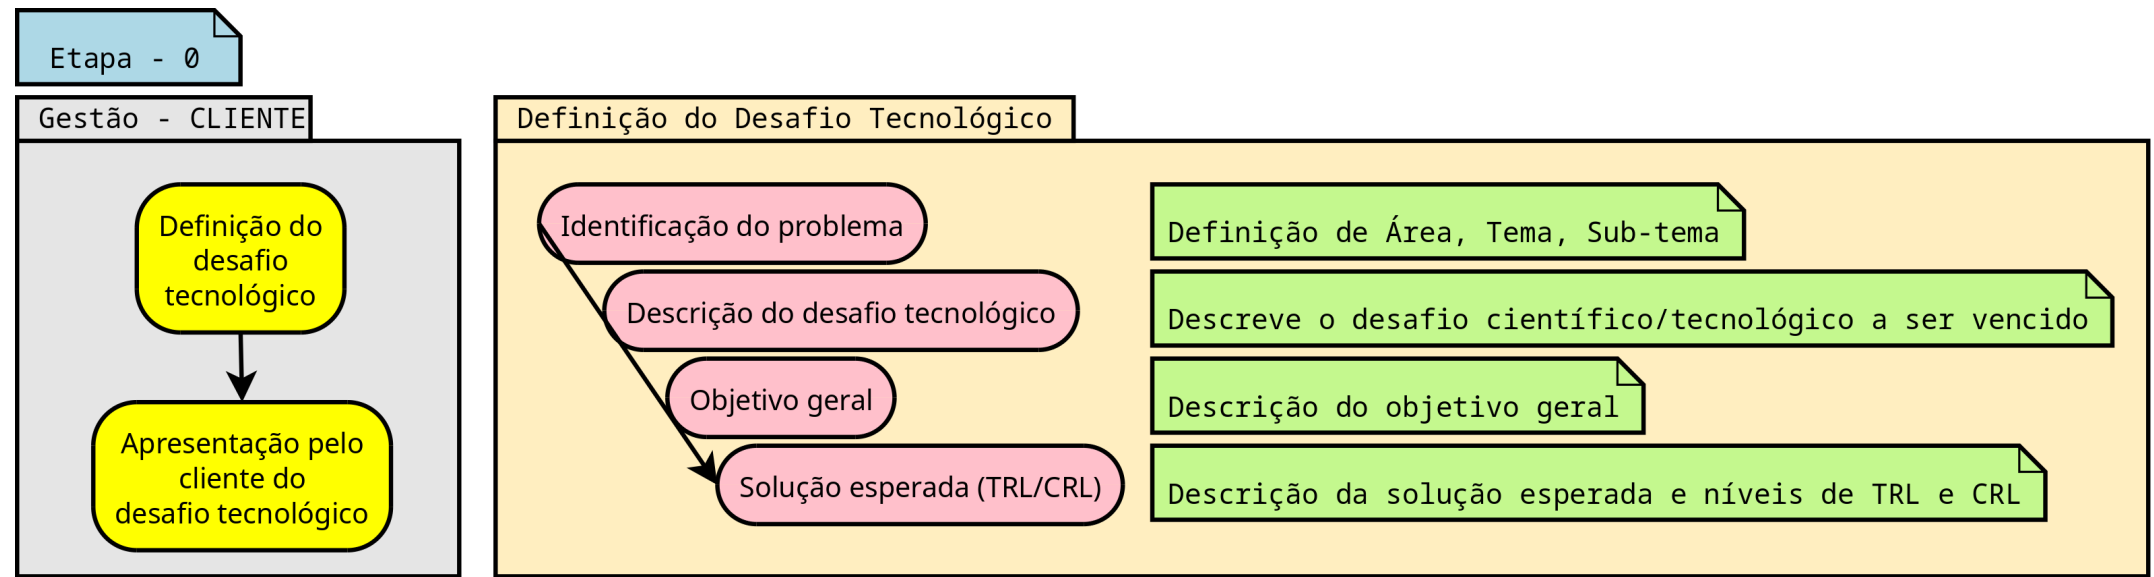 Etapa - 0
Gestão - CLIENTE
Definição do
desafio
tecnológico
Apresentação pelo
cliente do
desafio tecnológico
Definição do Desafio Tecnológico
Identificação do problema
Definição de Área, Tema, Sub-tema
Descrição do desafio tecnológico
Descreve o desafio científico/tecnológico a ser vencido
Objetivo geral
Descrição do objetivo geral
Solução esperada (TRL/CRL)
Descrição da solução esperada e níveis de TRL e CRL